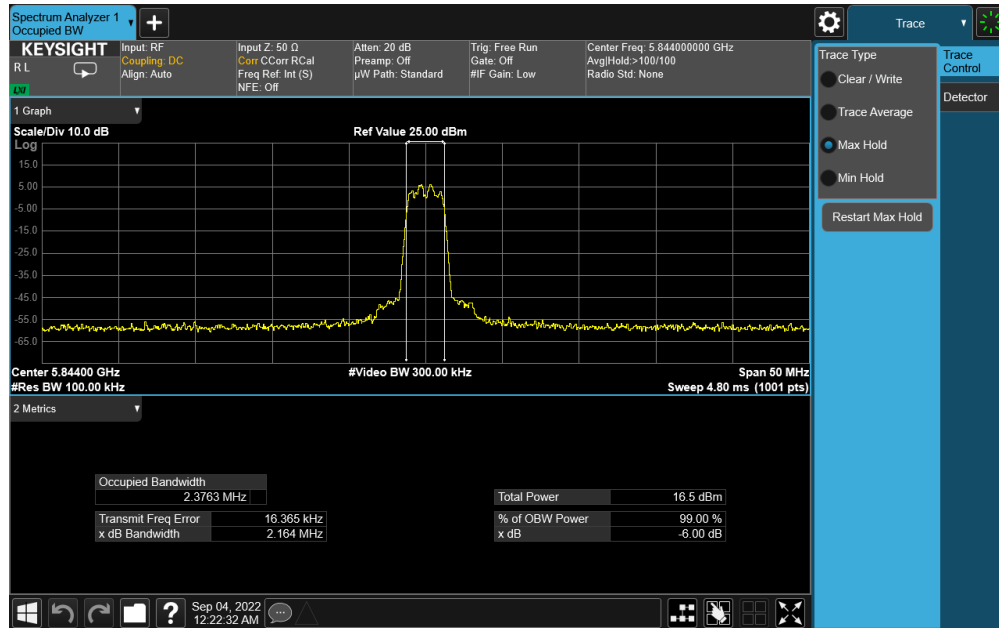 Spectrum Analyzer 1
Occupied BW
+
Trace
KEYSIGHT
R L
LXI
Input: RF
Coupling: DC
Align: Auto
Input Z: 50 Ω
Corr CCorr RCal
Freq Ref: Int (S)
NFE: Off
Atten: 20 dB
Preamp: Off
µW Path: Standard
Trig: Free Run
Gate: Off
#IF Gain: Low
Center Freq: 5.844000000 GHz
Avg|Hold:>100/100
Radio Std: None
Trace Type
Clear / Write
Trace Average
Max Hold
Min Hold
Restart Max Hold
Trace
Control
Detector
1 Graph
Scale/Div 10.0 dB
Ref Value 25.00 dBm
Log
15.0
5.00
-5.00
-15.0
-25.0
-35.0
-45.0
-55.0
-65.0
Center 5.84400 GHz
#Video BW 300.00 kHz
Span 50 MHz
#Res BW 100.00 kHz
Sweep 4.80 ms (1001 pts)
2 Metrics
Occupied Bandwidth
2.3763 MHz
Transmit Freq Error 16.365 kHz
x dB Bandwidth 2.164 MHz
Total Power 16.5 dBm
% of OBW Power 99.00 %
x dB -6.00 dB
?
Sep 04, 2022
12:22:32 AM